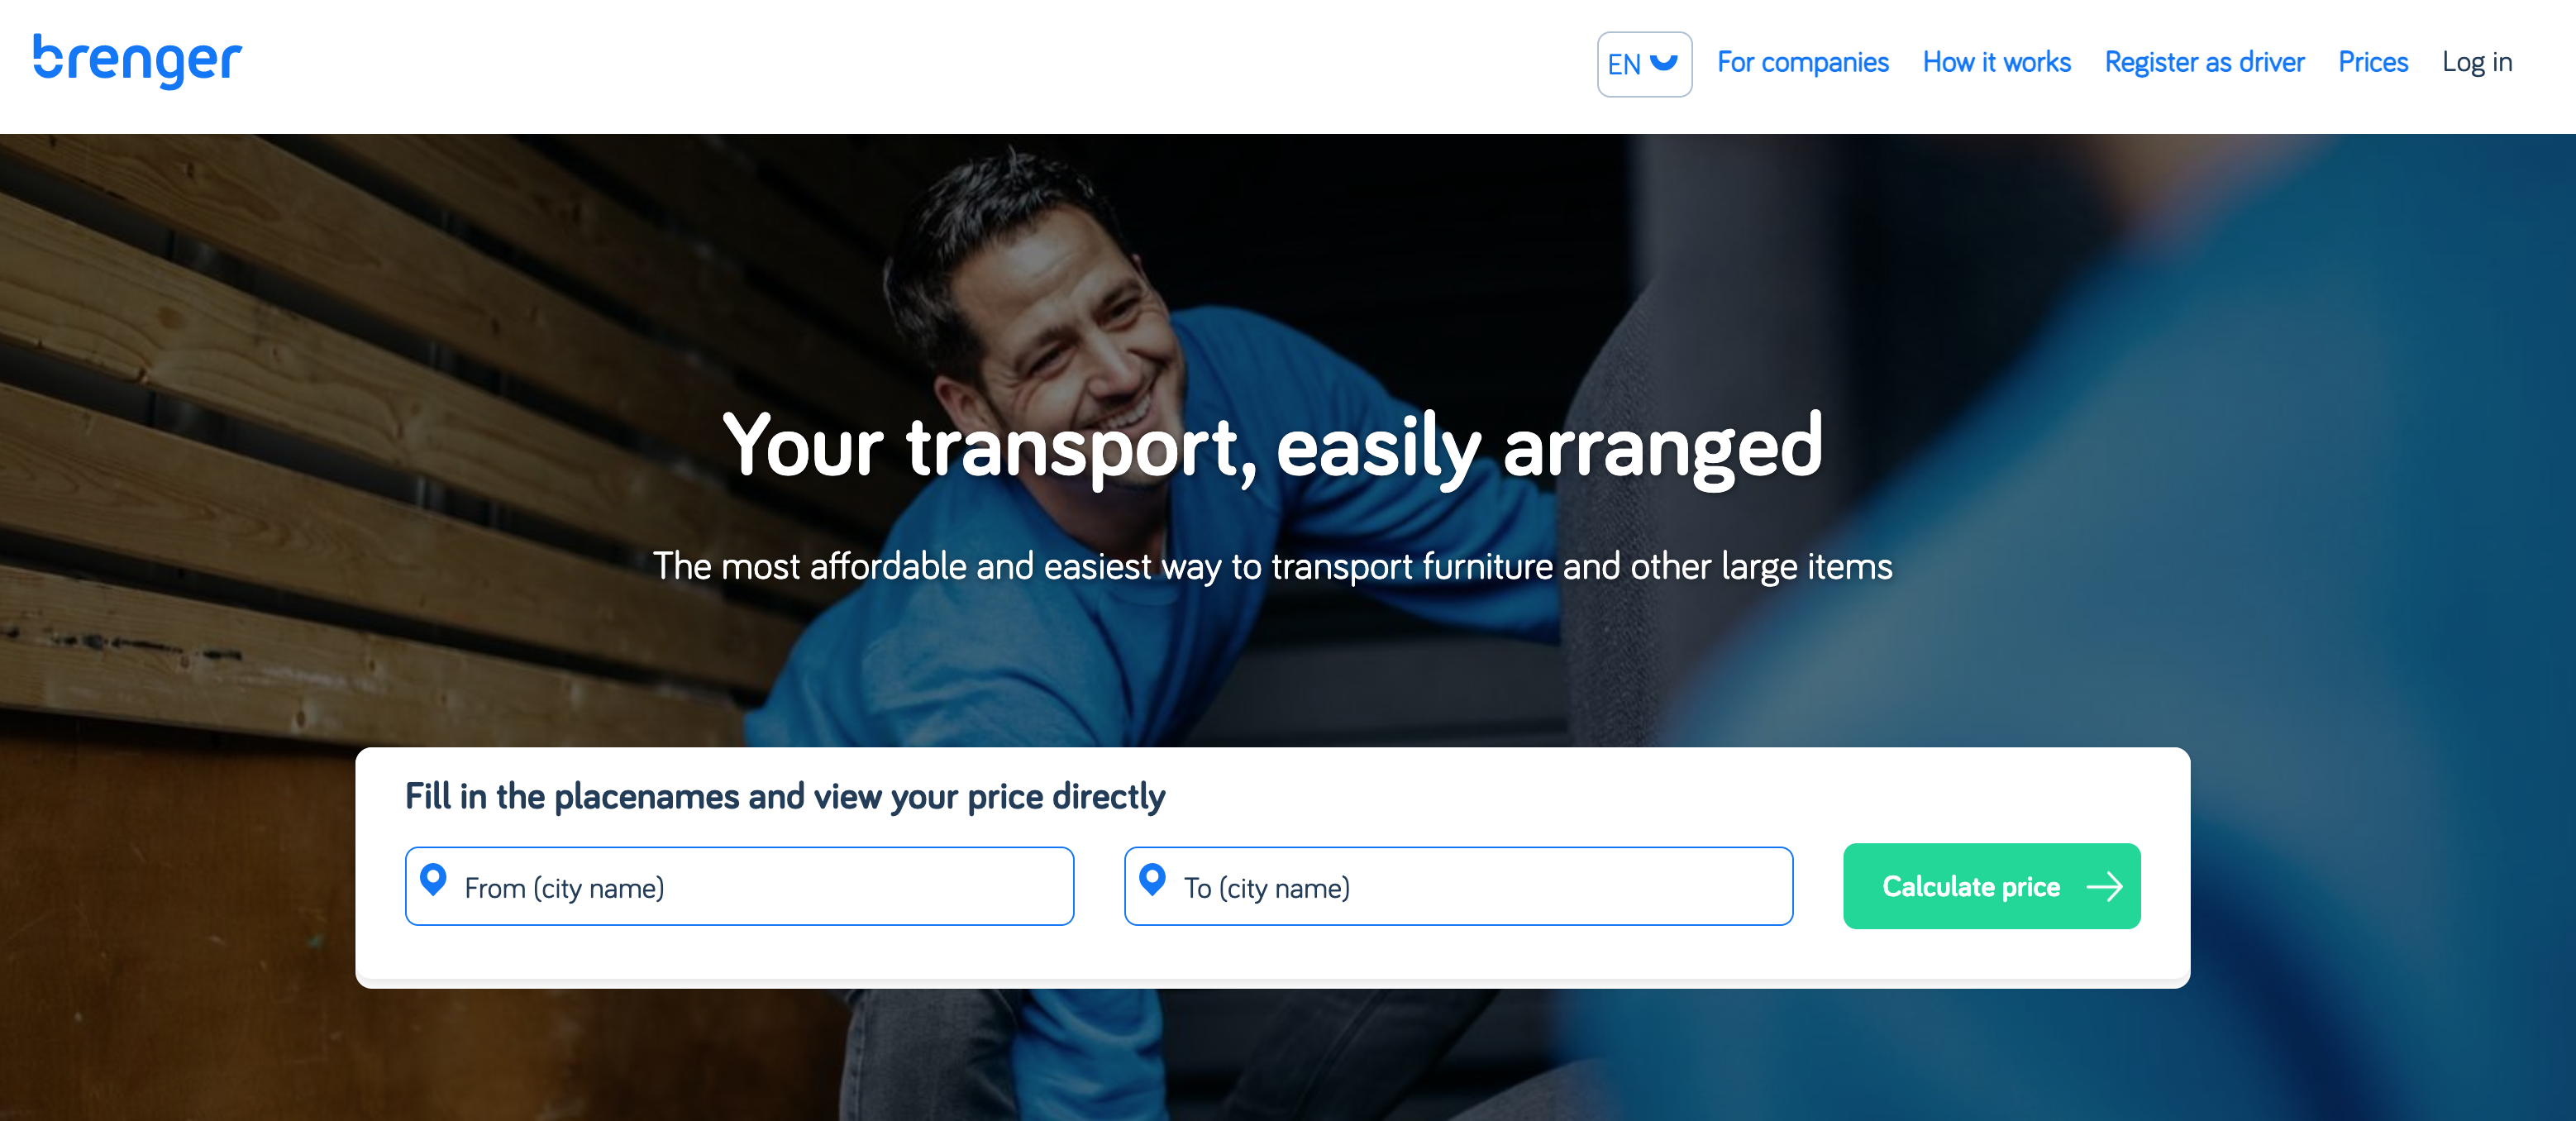 brenger
EN
For companies
How it works
Register as driver
Prices
Log in
Your transport, easily arranged
The most affordable and easiest way to transport furniture and other large items
Fill in the placenames and view your price directly
From (city name)
To (city name)
Calculate price